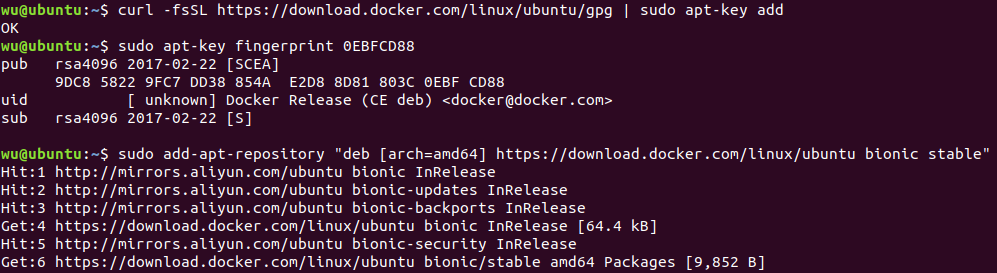 wu@ubuntu:~$ curl -fsSL https://download.docker.com/linux/ubuntu/gpg | sudo apt-key add
OK
wu@ubuntu:~$ sudo apt-key fingerprint 0EBFCD88
pub   rsa4096 2017-02-22 [SCEA]
      9DC8 5822 9FC7 DD38 854A  E2D8 8D81 803C 0EBF CD88
uid           [ unknown] Docker Release (CE deb) <docker@docker.com>
sub   rsa4096 2017-02-22 [S]
wu@ubuntu:~$ sudo add-apt-repository "deb [arch=amd64] https://download.docker.com/linux/ubuntu bionic stable"
Hit:1 http://mirrors.aliyun.com/ubuntu bionic InRelease
Hit:2 http://mirrors.aliyun.com/ubuntu bionic-updates InRelease
Hit:3 http://mirrors.aliyun.com/ubuntu bionic-backports InRelease
Get:4 https://download.docker.com/linux/ubuntu bionic InRelease [64.4 kB]
Hit:5 http://mirrors.aliyun.com/ubuntu bionic-security InRelease
Get:6 https://download.docker.com/linux/ubuntu bionic/stable amd64 Packages [9,852 B]